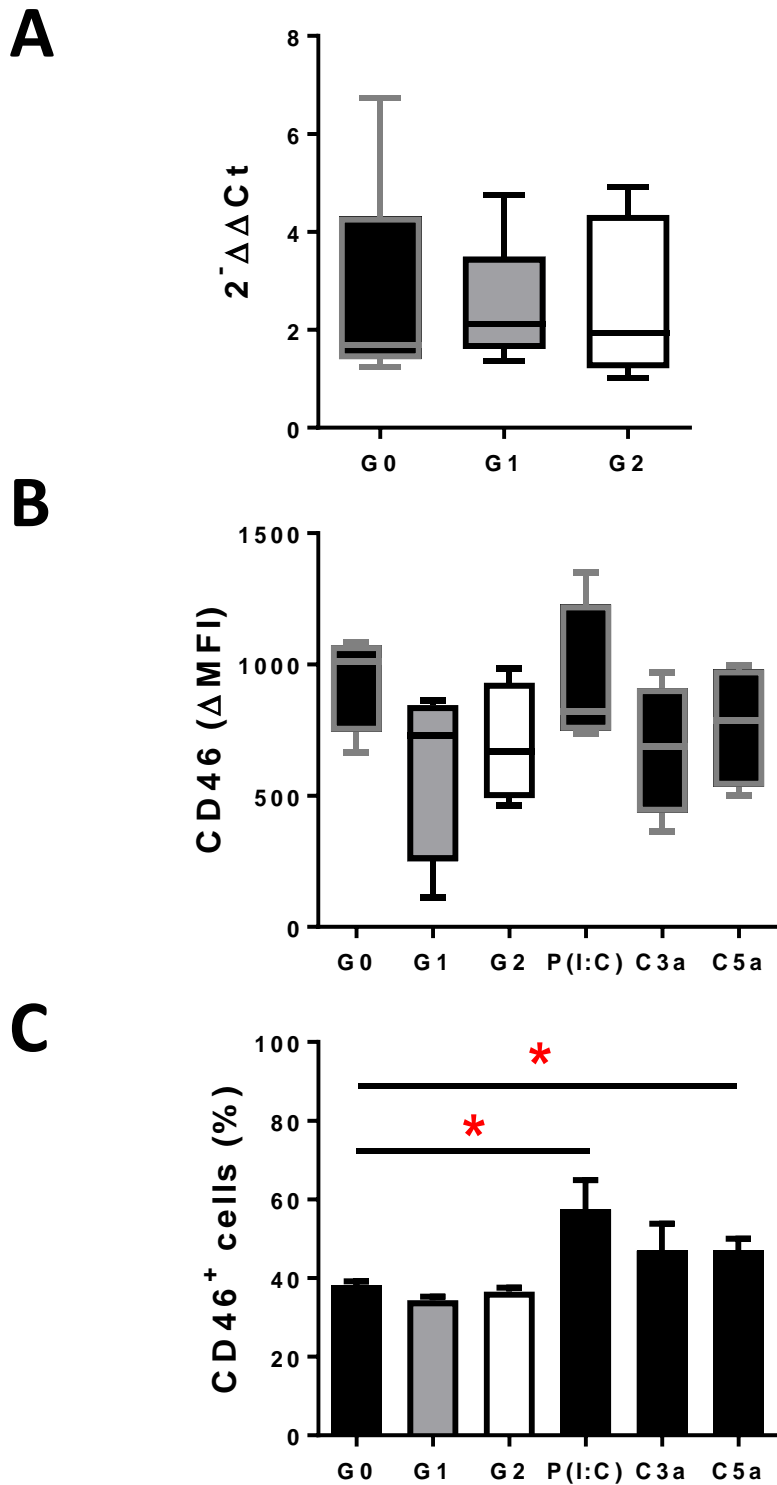 A
8
6
4
2
0
2⁻ΔΔCt
G0 G1 G2
B
1500
1000
500
0
CD46 (ΔMFI)
G0 G1 G2 P(I:C) C3a C5a
C
100
80
60
40
20
0
CD46⁺ cells (%)
*
*
G0 G1 G2 P(I:C) C3a C5a